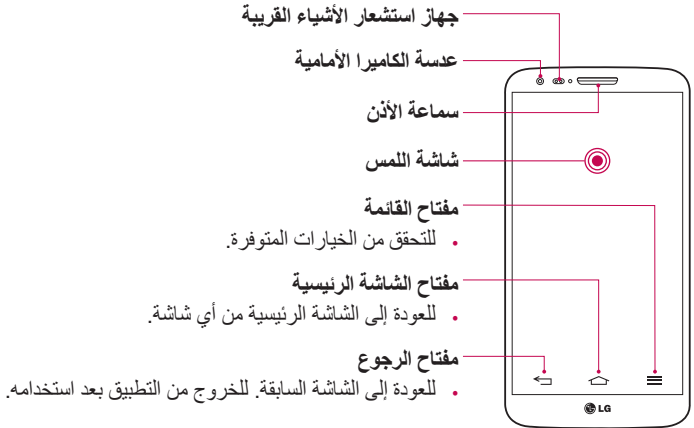 جهاز استشعار الأشياء القريبة
عدسة الكاميرا الأمامية
سماعة الأذن
شاشة اللمس
مفتاح القائمة
• للتحقق من الخيارات المتوفرة.
مفتاح الشاشة الرئيسية
• للعودة إلى الشاشة الرئيسية من أي شاشة.
مفتاح الرجوع
• للعودة إلى الشاشة السابقة. للخروج من التطبيق بعد استخدامه.
LG